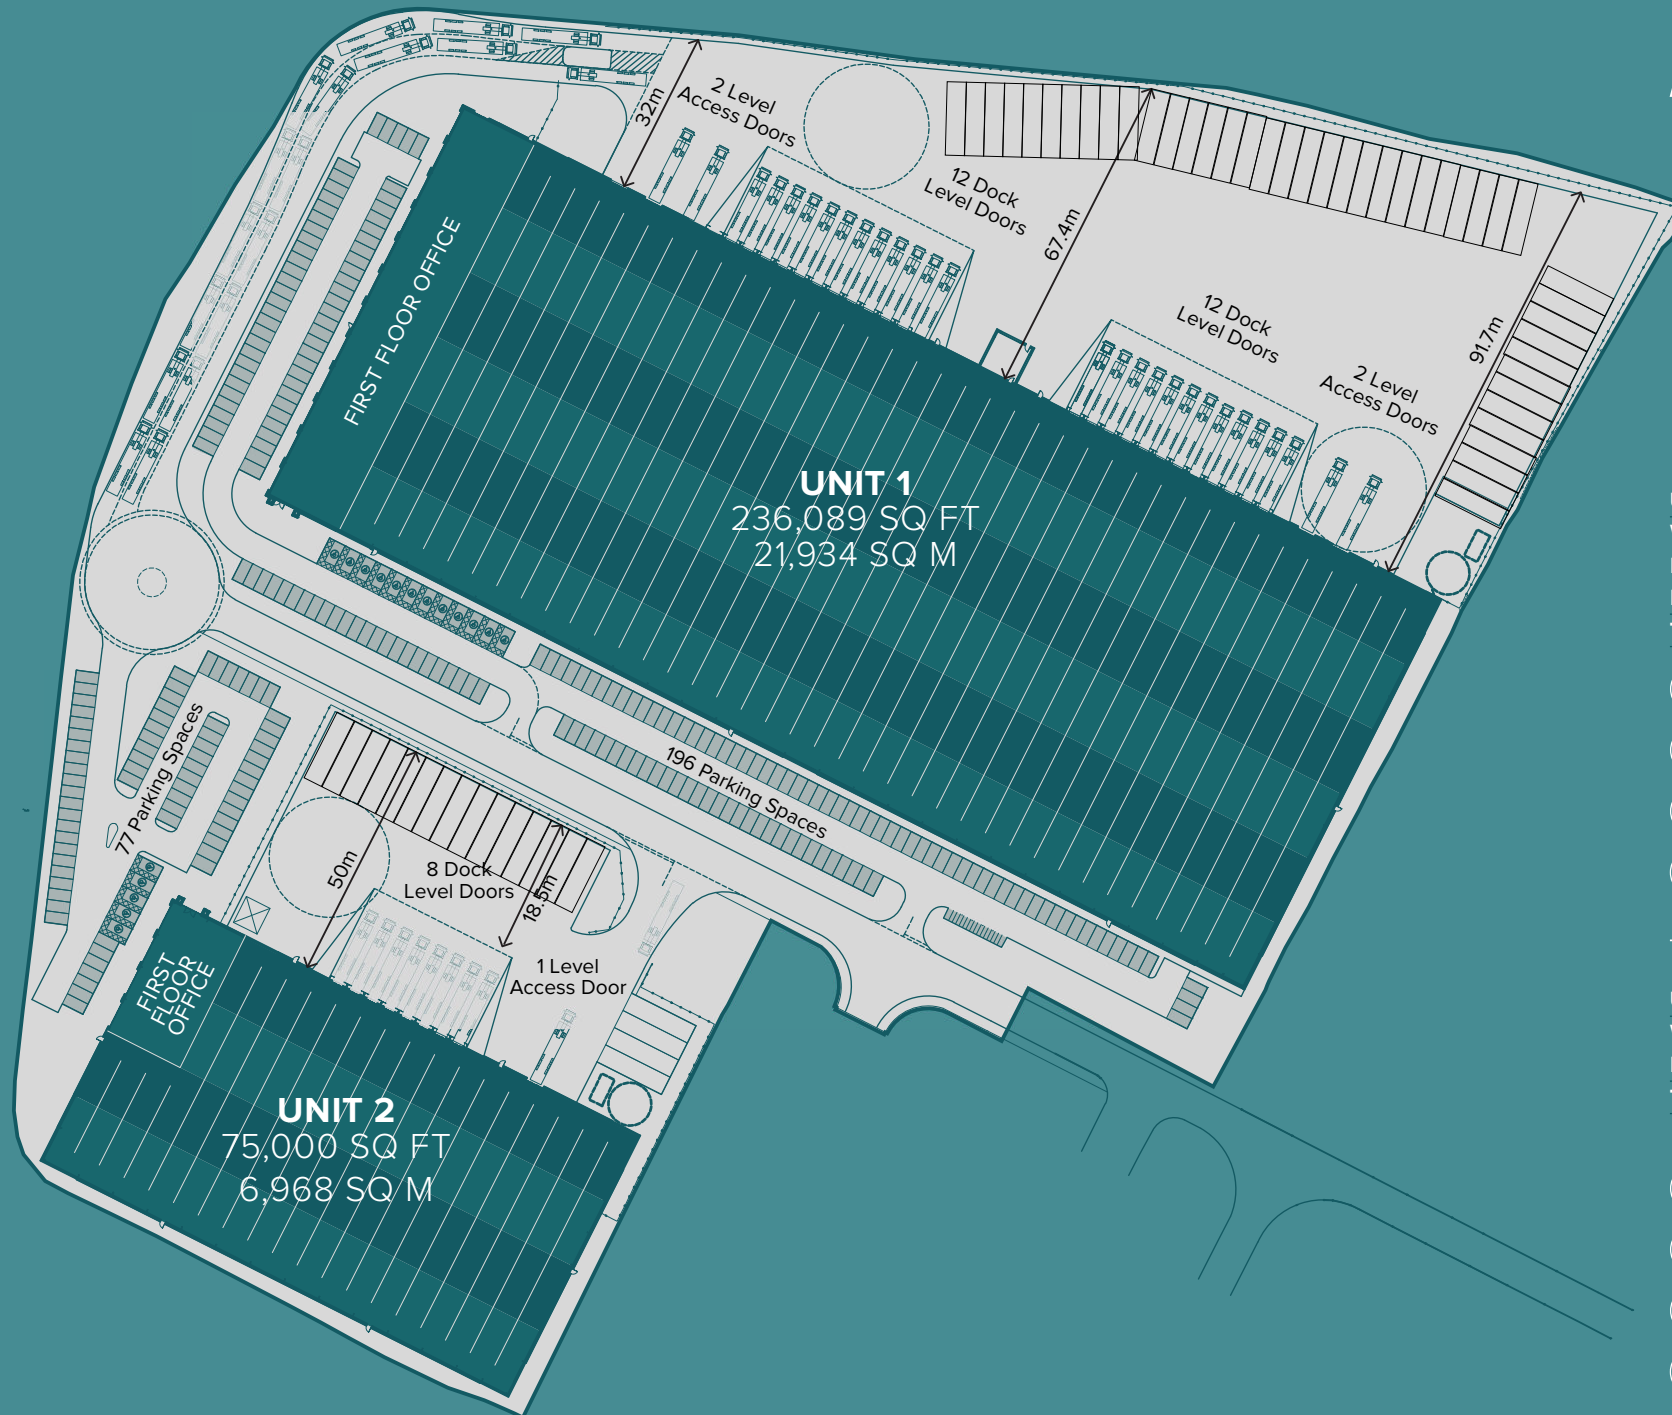 32m
2 Level
Access Doors
12 Dock
Level Doors
67.4m
12 Dock
Level Doors
2 Level
Access Doors
91.7m
FIRST FLOOR OFFICE
UNIT 1
236,089 SQ FT
21,934 SQ M
196 Parking Spaces
77 Parking Spaces
50m
8 Dock
Level Doors
18.5m
1 Level
Access Door
FIRST
FLOOR
OFFICE
UNIT 2
75,000 SQ FT
6,968 SQ M